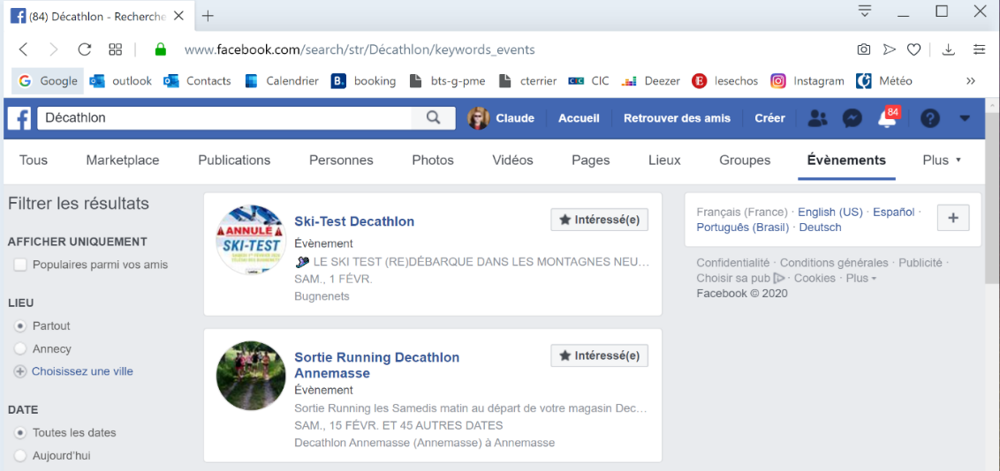 (84) Décathlon - Recherche
www.facebook.com/search/str/Décathlon/keywords_events
Google outlook Contacts Calendrier B. booking bts-g-pme cterrier CIC CIC Deezer lesechos Instagram Météo
Décathlon Claude Accueil Retrouver des amis Créer 84
Tous Marketplace Publications Personnes Photos Vidéos Pages Lieux Groupes Évènements Plus
Filtrer les résultats
AFFICHER UNIQUEMENT
Populaires parmi vos amis
LIEU
Partout
Annecy
Choisissez une ville
DATE
Toutes les dates
Aujourd'hui
ANNULÉ
SKI-TEST
Ski-Test Decathlon
Intéressé(e)
Évènement
LE SKI TEST (RE)DÉBARQUE DANS LES MONTAGNES NEU...
SAM., 1 FÉVR.
Bugnenets
Sortie Running Decathlon
Annemasse
Intéressé(e)
Évènement
Sortie Running les Samedis matin au départ de votre magasin Dec...
SAM., 15 FÉVR. ET 45 AUTRES DATES
Decathlon Annemasse (Annemasse) à Annemasse
Français (France) · English (US) · Español ·
Português (Brasil) · Deutsch
Confidentialité · Conditions générales · Publicité ·
Choisir sa pub · Cookies · Plus
Facebook © 2020